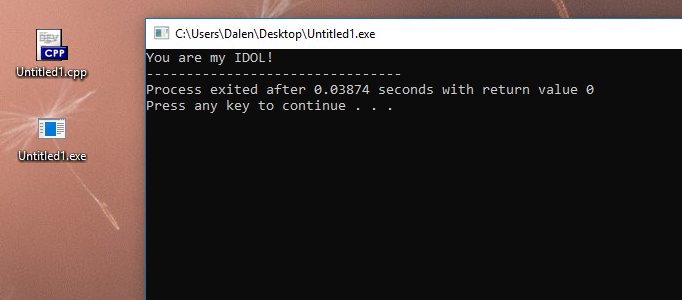 DEV
CPP
Untitled1.cpp
Untitled1.exe
C:\Users\Dalen\Desktop\Untitled1.exe
You are my IDOL!
--------------------------------
Process exited after 0.03874 seconds with return value 0
Press any key to continue . . .